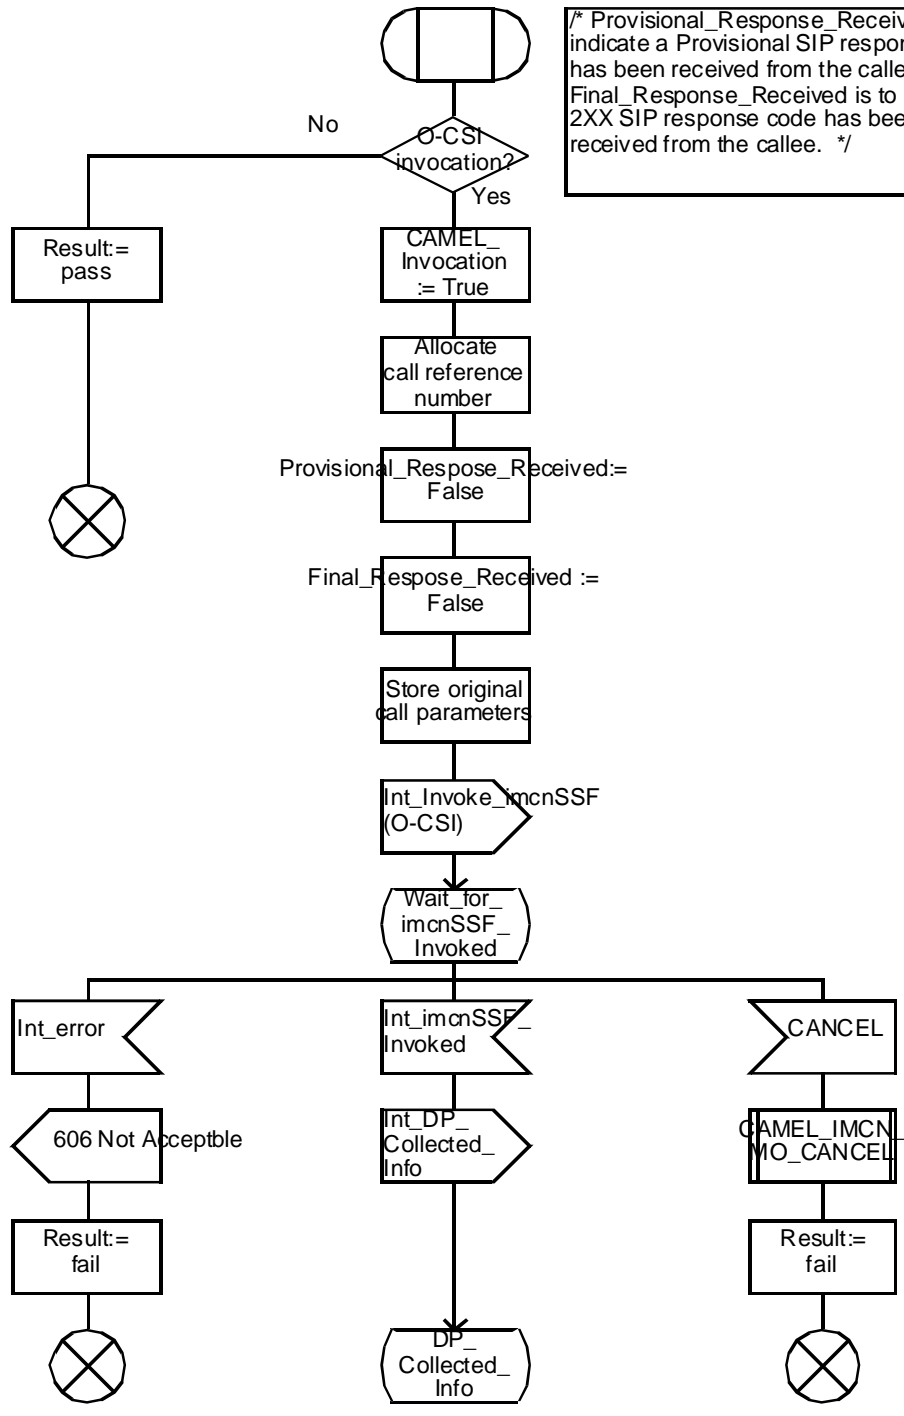 /* Provisional_Response_Receiv
indicate a Provisional SIP respor
has been received from the calle
Final_Response_Received is to
2XX SIP response code has bee
received from the callee. */
O-CSI
invocation?
No
Yes
Result:=
pass
CAMEL_
Invocation
:= True
Allocate
call reference
number
Provisional_Respose_Received:=
False
Final_Respose_Received :=
False
Store original
call parameters
Int_Invoke_imcnSSF
(O-CSI)
Wait_for_
imcnSSF_
Invoked
Int_error
Int_imcnSSF_
Invoked
CANCEL
606 Not Acceptble
Int_DP_
Collected_
Info
CAMEL_IMCN_
MO_CANCEL
Result:=
fail
Result:=
fail
DP_
Collected_
Info